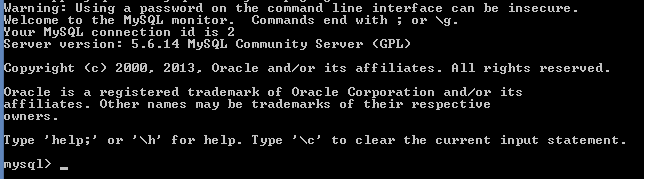 Warning: Using a password on the command line interface can be insecure.
Welcome to the MySQL monitor.  Commands end with ; or \g.
Your MySQL connection id is 2
Server version: 5.6.14 MySQL Community Server (GPL)
Copyright (c) 2000, 2013, Oracle and/or its affiliates. All rights reserved.
Oracle is a registered trademark of Oracle Corporation and/or its
affiliates. Other names may be trademarks of their respective
owners.
Type 'help;' or '\h' for help. Type '\c' to clear the current input statement.
mysql> _